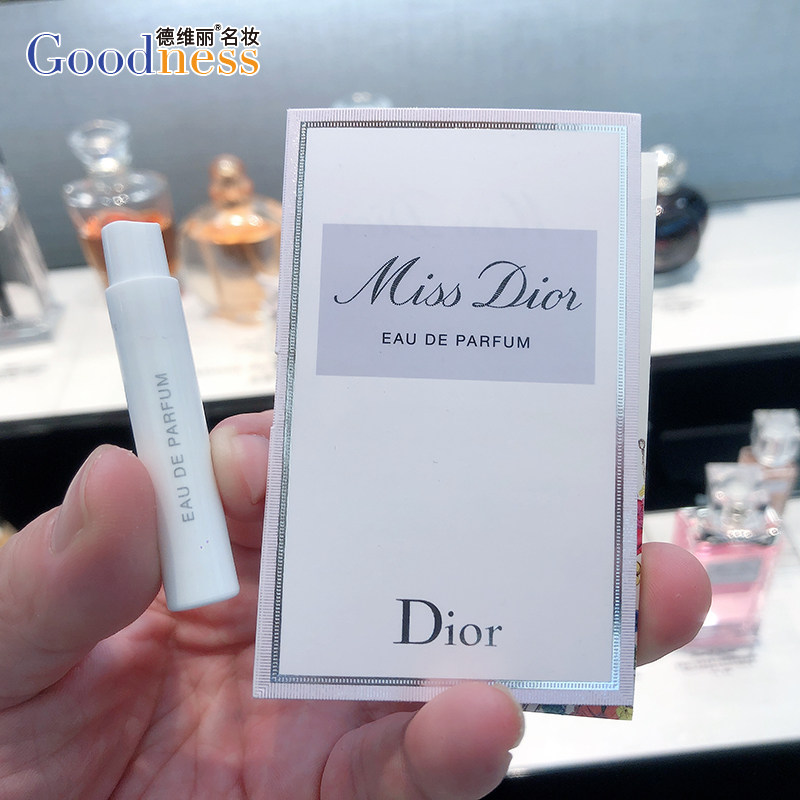 德维丽®名妆
Goodness
Miss Dior
EAU DE PARFUM
EAU DE PARFUM
Dior